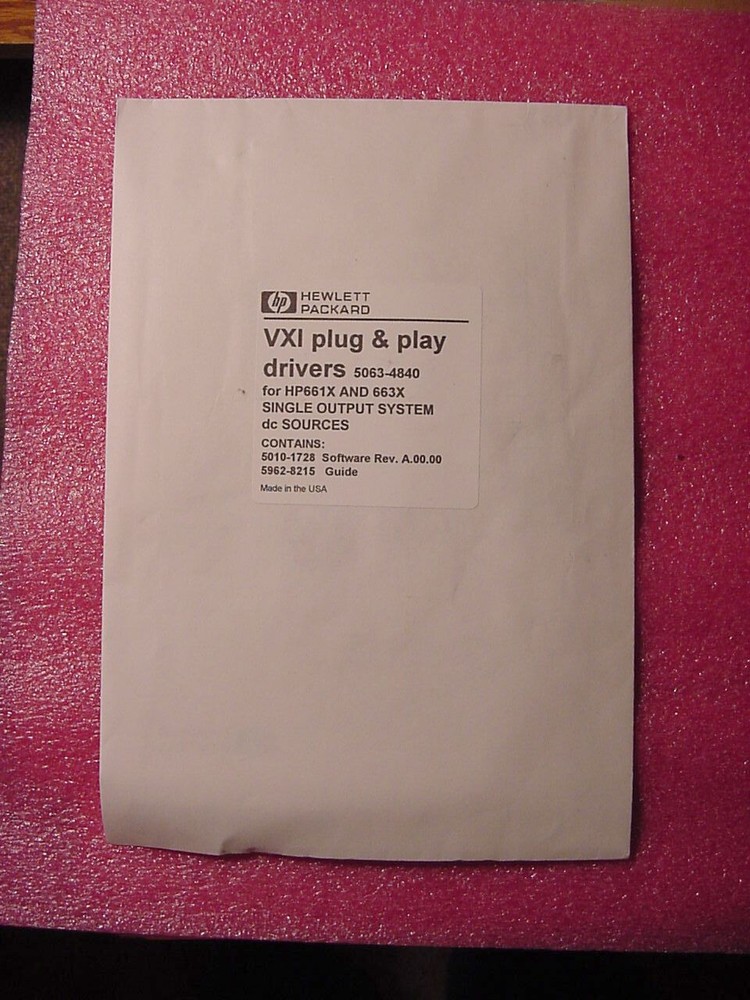 hp HEWLETT
PACKARD
VXI plug & play
drivers 5063-4840
for HP661X AND 663X
SINGLE OUTPUT SYSTEM
dc SOURCES
CONTAINS:
5010-1728 Software Rev. A.00.00
5962-8215 Guide
Made in the USA